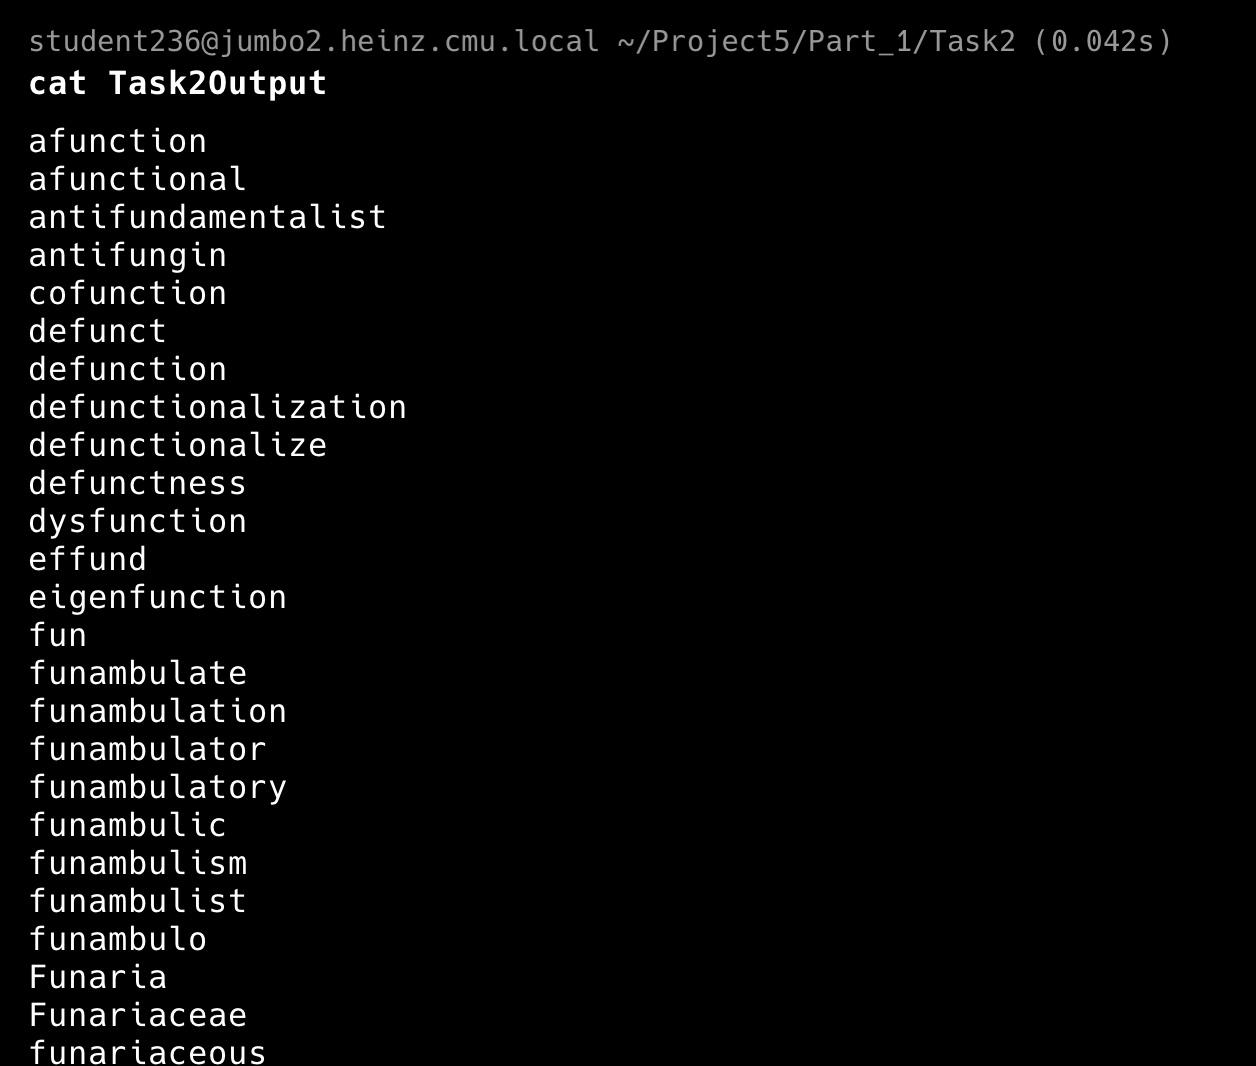 student236@jumbo2.heinz.cmu.local ~/Project5/Part_1/Task2 (0.042s)
cat Task2Output
afunction
afunctional
antifundamentalist
antifungin
cofunction
defunct
defunction
defunctionalization
defunctionalize
defunctness
dysfunction
effund
eigenfunction
fun
funambulate
funambulation
funambulator
funambulatory
funambulic
funambulism
funambulist
funambulo
Funaria
Funariaceae
funariaceous